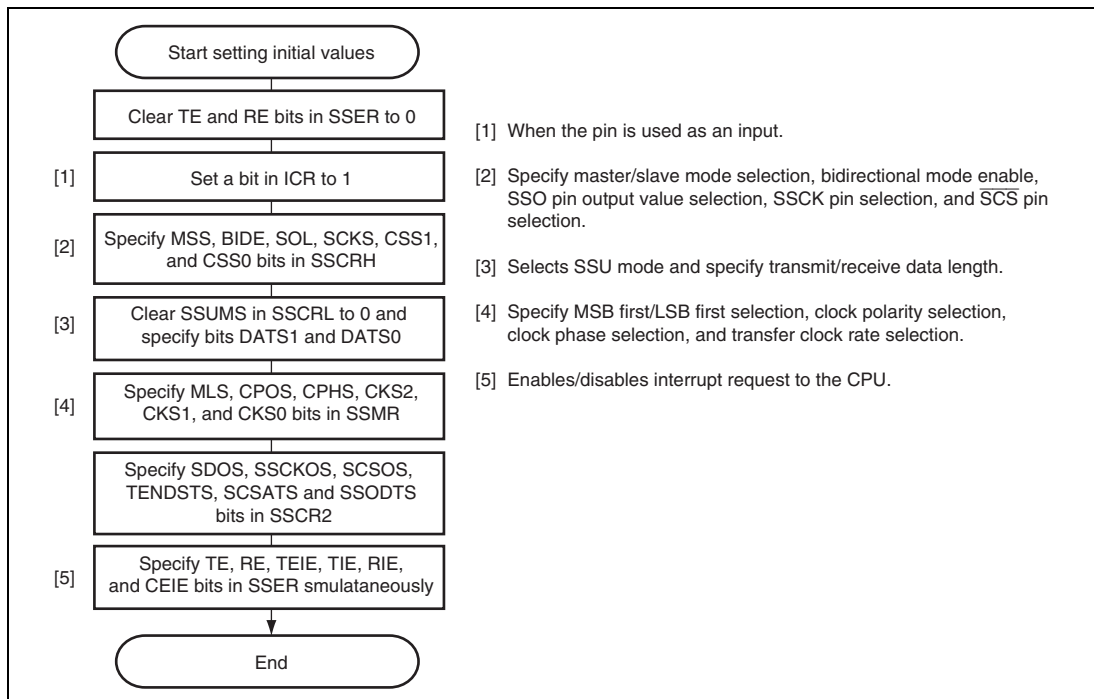 Start setting initial values
Clear TE and RE bits in SSER to 0
[1] Set a bit in ICR to 1
[2] Specify MSS, BIDE, SOL, SCKS, CSS1,
and CSS0 bits in SSCRH
[3] Clear SSUMS in SSCRL to 0 and
specify bits DATS1 and DATS0
[4] Specify MLS, CPOS, CPHS, CKS2,
CKS1, and CKS0 bits in SSMR
Specify SDOS, SSCKOS, SCSOS,
TENDSTS, SCSATS and SSODTS
bits in SSCR2
[5] Specify TE, RE, TEIE, TIE, RIE,
and CEIE bits in SSER smulataneously
End
[1] When the pin is used as an input.
[2] Specify master/slave mode selection, bidirectional mode enable,
SSO pin output value selection, SSCK pin selection, and S̅C̅S̅ pin
selection.
[3] Selects SSU mode and specify transmit/receive data length.
[4] Specify MSB first/LSB first selection, clock polarity selection,
clock phase selection, and transfer clock rate selection.
[5] Enables/disables interrupt request to the CPU.